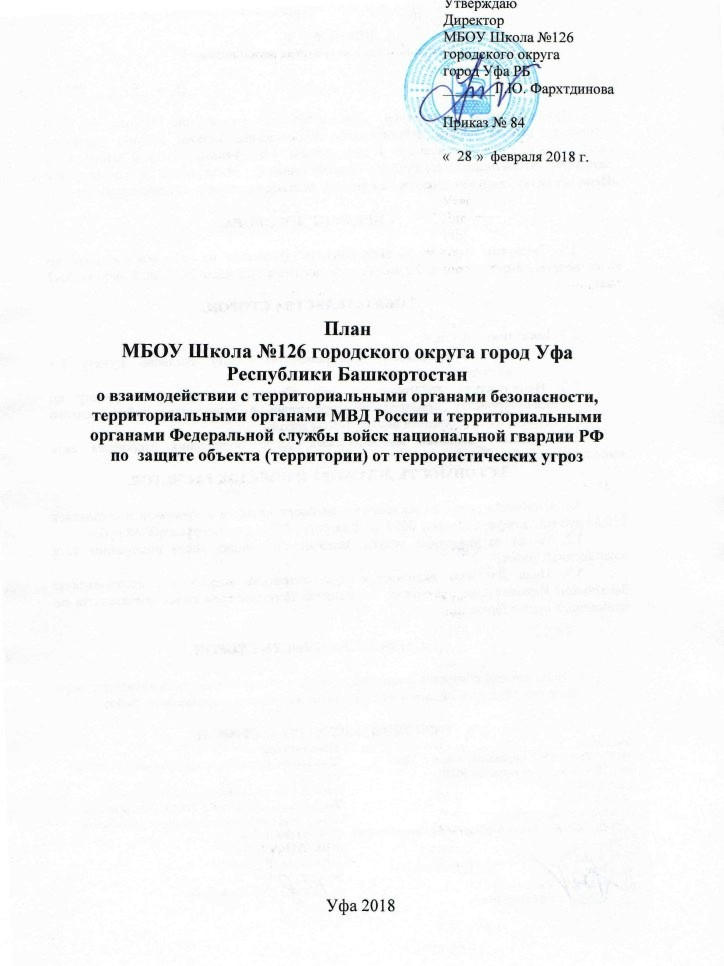 Утверждаю
Директор
МБОУ Школа №126
городского округа
город Уфа РБ
Г.Ю. Фархтдинова
Приказ № 84
« 28 » февраля 2018 г.
План
МБОУ Школа №126 городского округа город Уфа
Республики Башкортостан
о взаимодействии с территориальными органами безопасности,
территориальными органами МВД России и территориальными
органами Федеральной службы войск национальной гвардии РФ
по защите объекта (территории) от террористических угроз
Уфа 2018